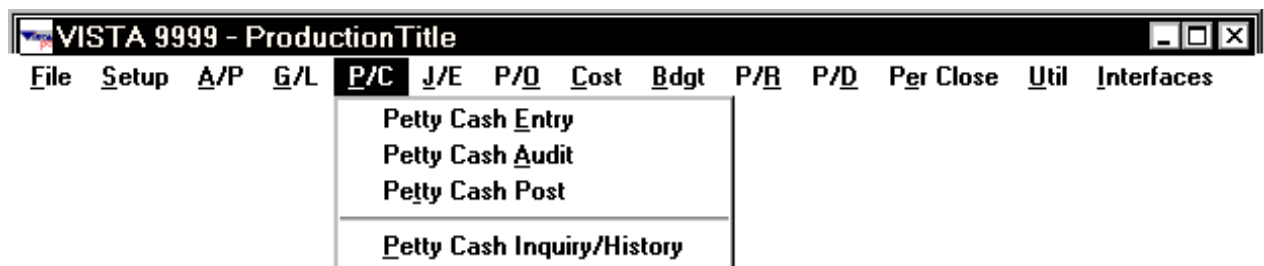 VISTA 9999 - ProductionTitle
File Setup A/P G/L P/C J/E P/O Cost Bdgt P/R P/D Per Close Util Interfaces
Petty Cash Entry
Petty Cash Audit
Petty Cash Post
Petty Cash Inquiry/History